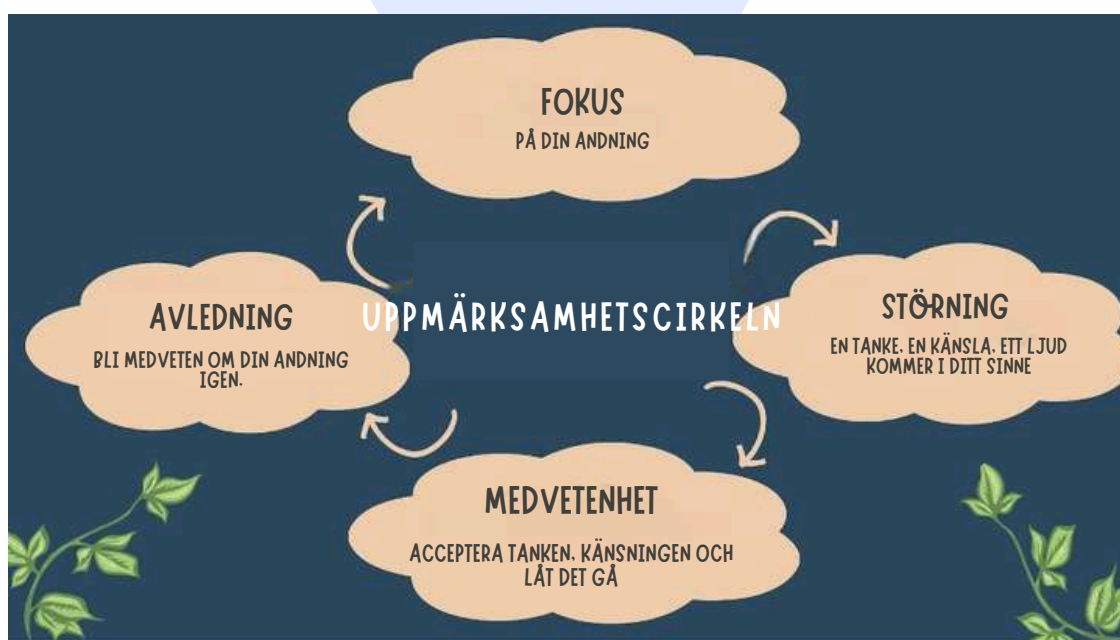 FOKUS
PÅ DIN ANDNING
UPPMÄRKSAMHETSCIRKELN
STÖRNING
EN TANKE, EN KÄNSLA, ETT LJUD
KOMMER I DITT SINNE
MEDVETENHET
ACCEPTERA TANKEN, KÄNSNINGEN OCH
LÅT DET GÅ
AVLEDNING
BLI MEDVETEN OM DIN ANDNING
IGEN.